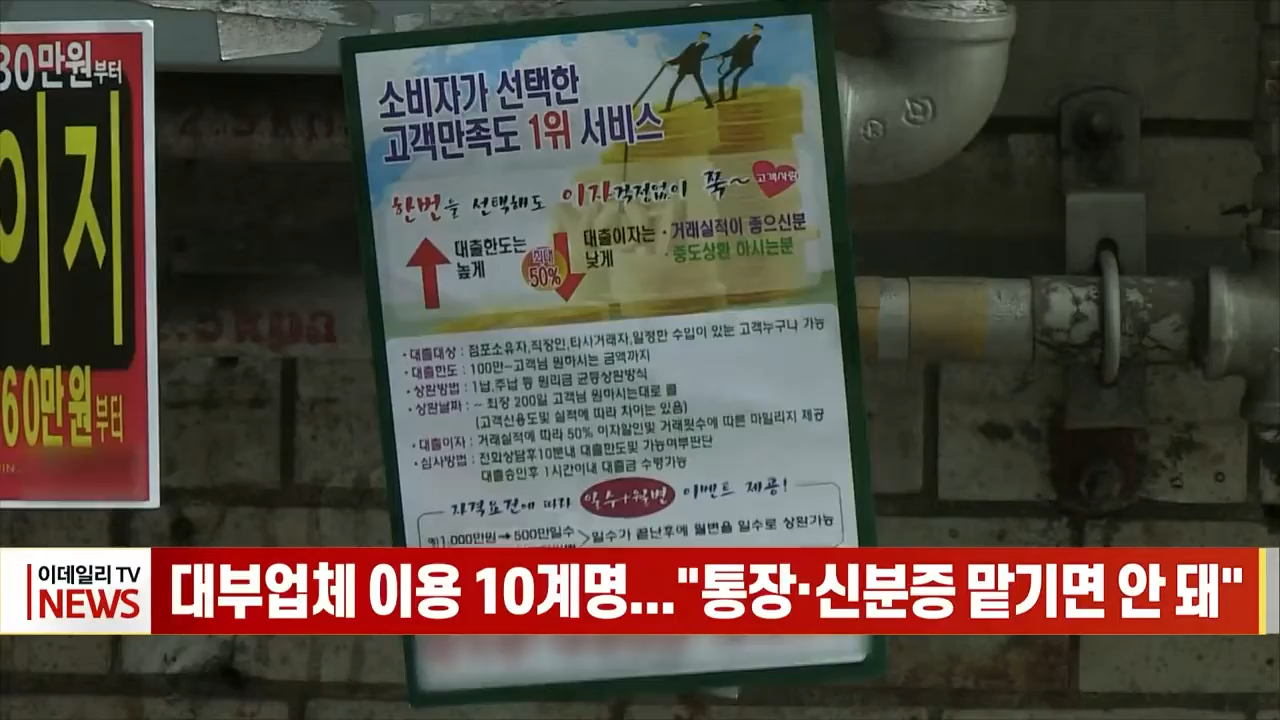 30만원부터
이지
60만원부터
소비자가 선택한
고객만족도 1위 서비스
한번을 선택해도 이자걱정없이 쭉~ 고객사랑
대출한도는
높게
최대
50%
대출이자는
낮게
· 거래실적이 좋으신분
· 중도상환 하시는분
· 대출대상 : 점포소유자,직장인,타사거래자,일정한 수입이 있는 고객누구나 가능
· 대출한도 : 100만~고객님 원하시는 금액까지
· 상환방법 : 1납,주납 등 원리금 균등상환방식
· 상환날짜 : ~ 최장 200일 고객님 원하시는대로 클
(고객신용도및 실적에 따라 차이는 있음)
· 대출이자 : 거래실적에 따라 50% 이자할인및 거래횟수에 따른 마일리지 제공
· 심사방법 : 전화상담후10분내 대출한도및 가능여부판단
대출승인후 1시간이내 대출금 수령가능
자격요건에 따라 일수+월변 이벤트 제공!
예)1,000만원→500만일수
일수가 끝난후에 월변을 일수로 상환가능
이데일리 TV
NEWS
대부업체 이용 10계명..."통장·신분증 맡기면 안 돼"